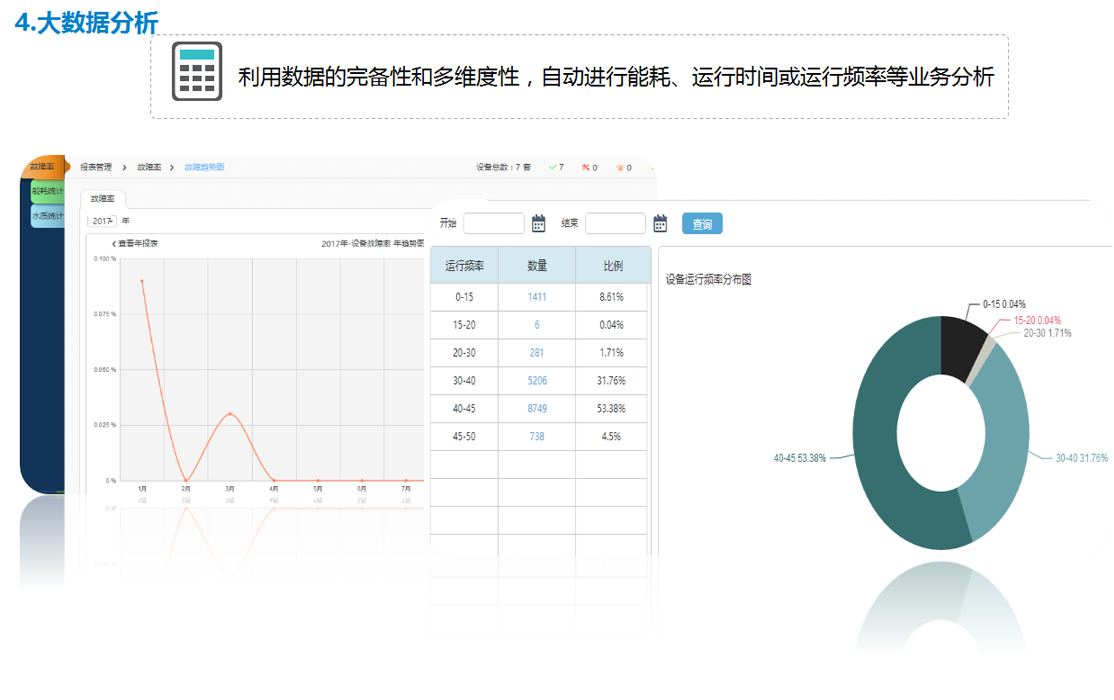 4.大数据分析
利用数据的完备性和多维度性，自动进行能耗、运行时间或运行频率等业务分析
故障率
能耗统计
水质统计
报表管理 > 故障率 > 故障趋势图
设备总数：7 套 7 0 0
故障率
2017 年
查看年报表
2017年-设备故障率 年趋势图
0.100 %
0.075 %
0.050 %
0.025 %
0 %
1月 2月 3月 4月 5月 6月 7月
开始 结束 查询
运行频率 数量 比例
0-15 1411 8.61%
15-20 6 0.04%
20-30 281 1.71%
30-40 5206 31.76%
40-45 8749 53.38%
45-50 738 4.5%
设备运行频率分布图
0-15 0.04%
15-20 0.04%
20-30 1.71%
40-45 53.38%
30-40 31.76%